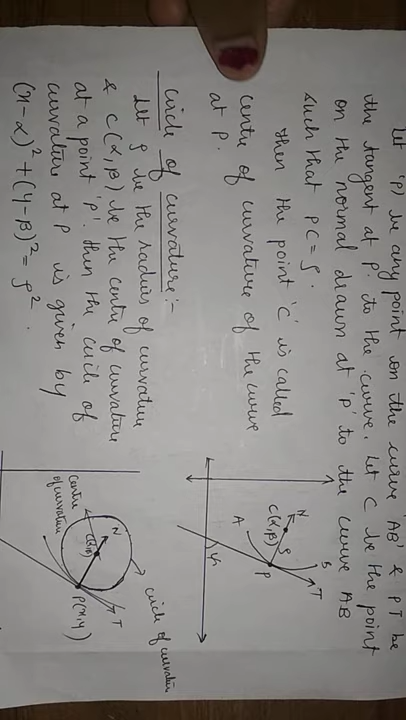 Let 'P' be any point on the curve 'AB' & PT be
the tangent at 'P' to the curve. Let C be the point
on the normal drawn at 'P' to the curve AB
such that PC = ρ.
then the point 'C' is called
centre of curvature of the curve
at P.
circle of curvature :-
Let ρ be the radius of curvature
& C(α,β) be the centre of curvature
at a point 'P'. then the circle of
curvature at P is given by
(x-α)² + (y-β)² = ρ².
N
C(α,β)
ρ
A
P
B
T
ψ
circle of curvature
N
C(α,β)
T
P(x,y)
centre
of curvature